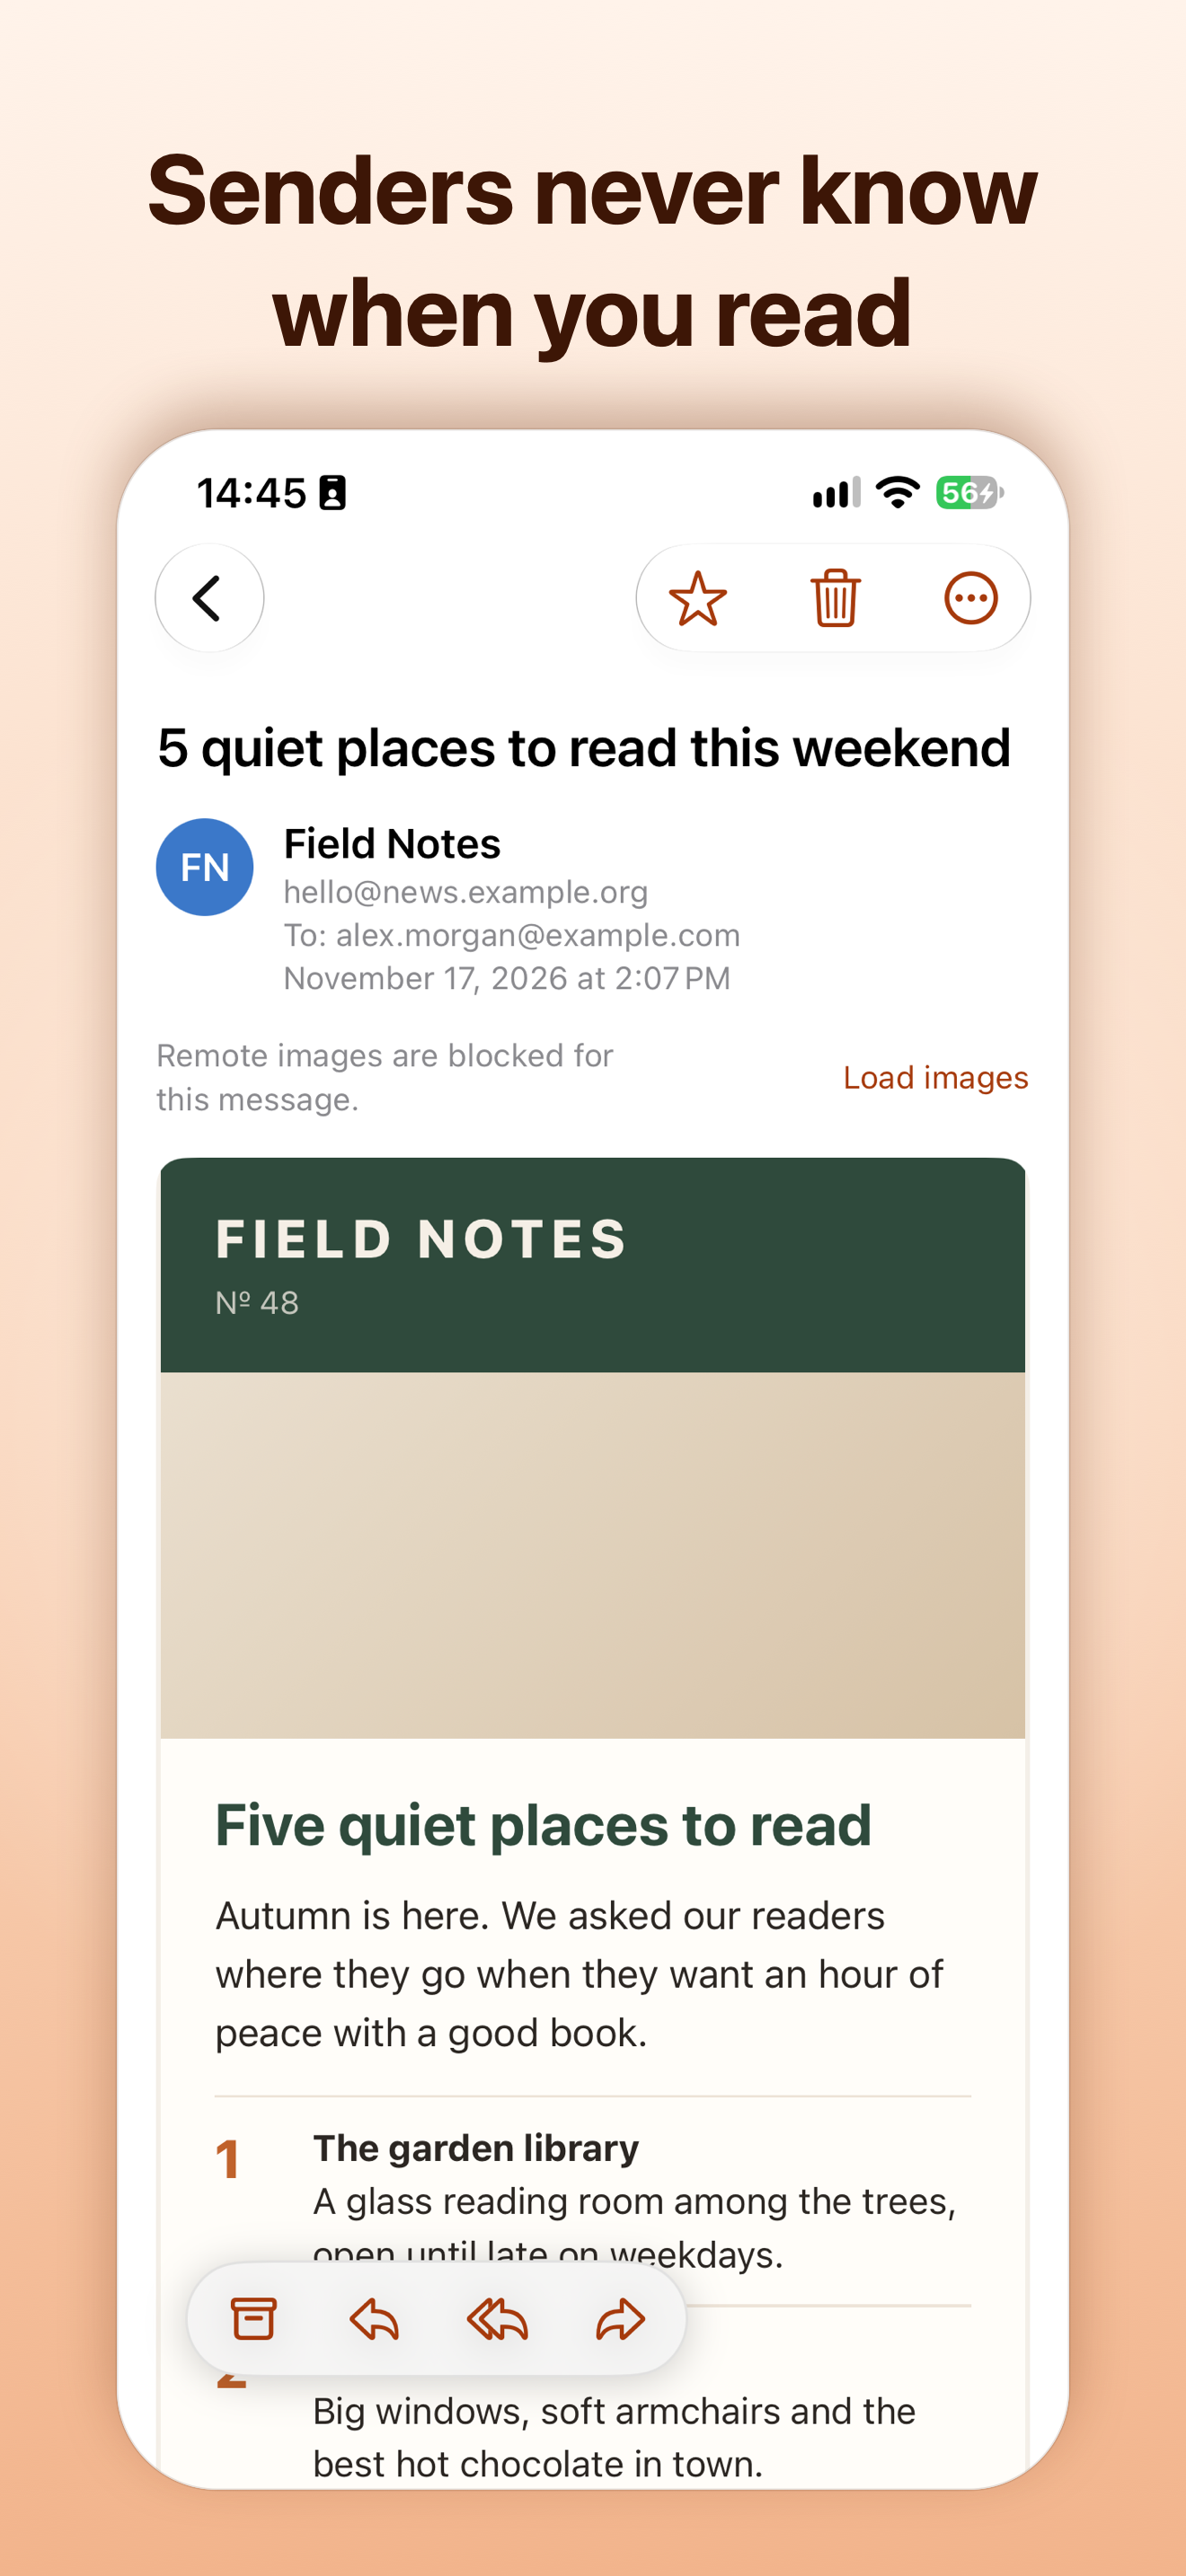 Senders never know
when you read
14:45
56
5 quiet places to read this weekend
FN
Field Notes
hello@news.example.org
To: alex.morgan@example.com
November 17, 2026 at 2:07 PM
Remote images are blocked for
this message.
Load images
FIELD NOTES
Nº 48
Five quiet places to read
Autumn is here. We asked our readers
where they go when they want an hour of
peace with a good book.
1
The garden library
A glass reading room among the trees,
open until late on weekdays.
2
Big windows, soft armchairs and the
best hot chocolate in town.